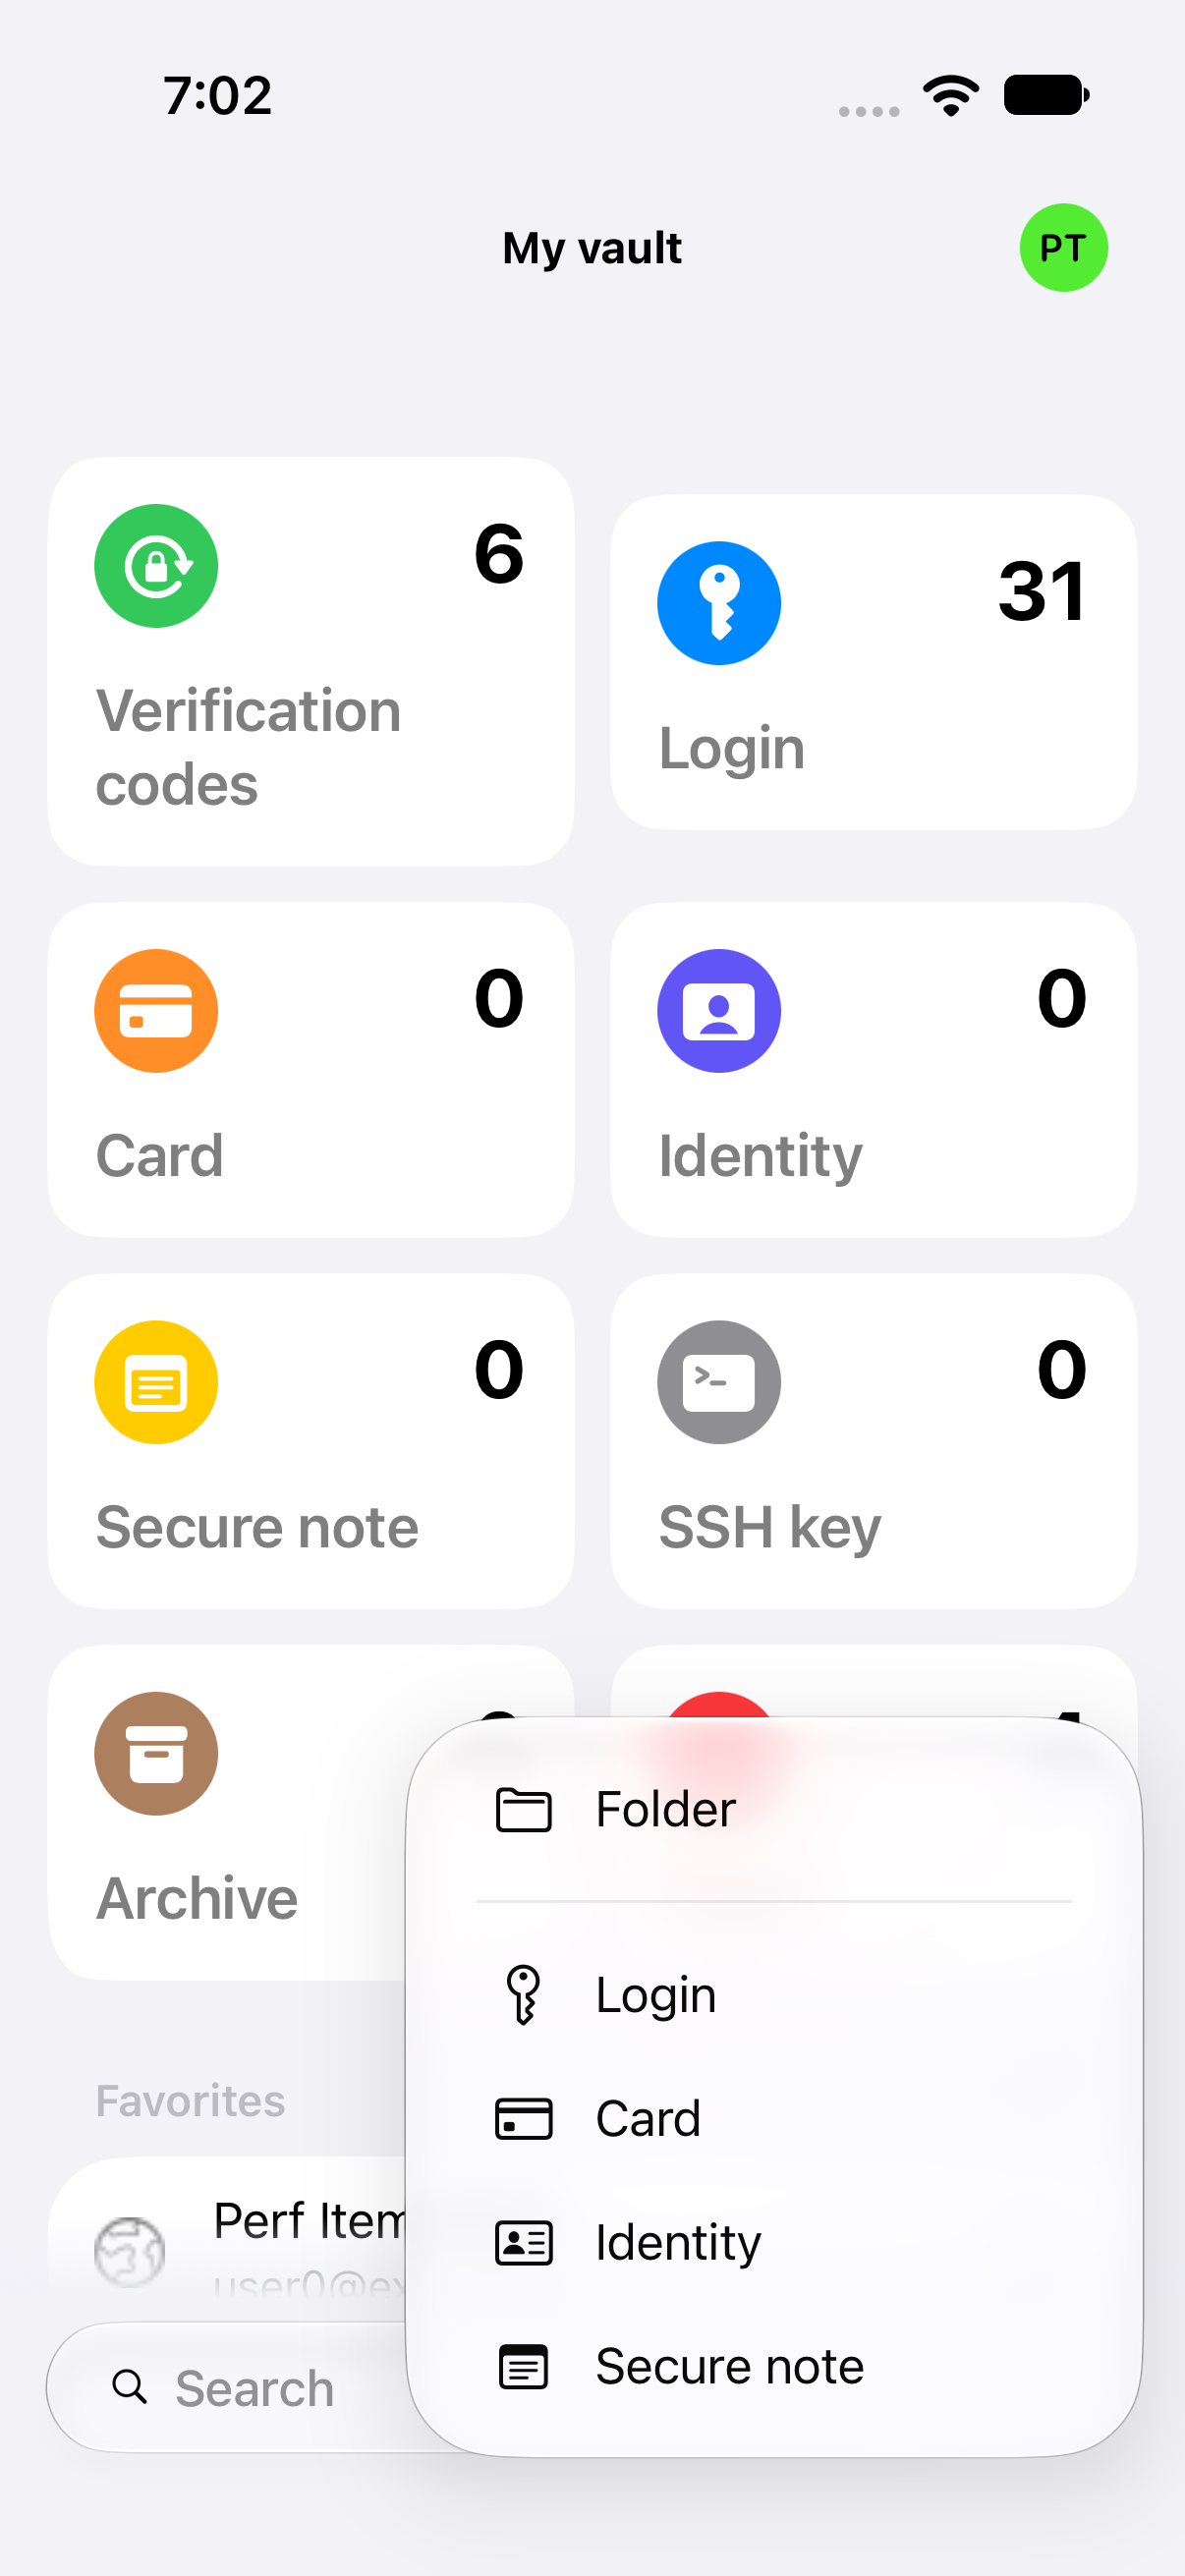 7:02
My vault
PT
6
Verification
codes
31
Login
0
Card
0
Identity
0
Secure note
0
SSH key
Archive
Folder
Login
Card
Identity
Secure note
Favorites
Perf Item
Search